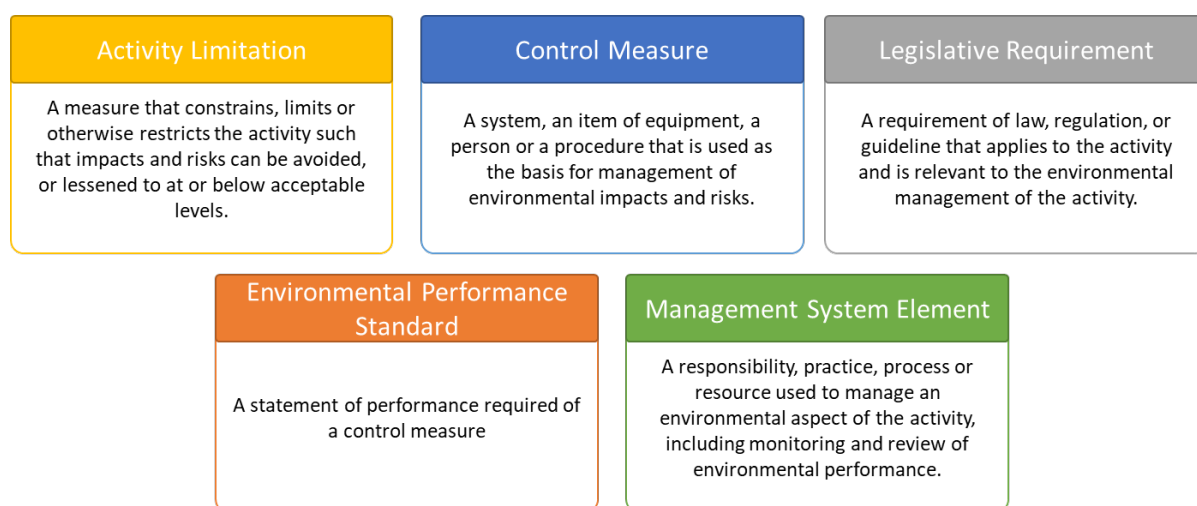 Activity Limitation
A measure that constrains, limits or
otherwise restricts the activity such
that impacts and risks can be avoided,
or lessened to at or below acceptable
levels.
Control Measure
A system, an item of equipment, a
person or a procedure that is used as
the basis for management of
environmental impacts and risks.
Legislative Requirement
A requirement of law, regulation, or
guideline that applies to the activity
and is relevant to the environmental
management of the activity.
Environmental Performance
Standard
A statement of performance required of
a control measure
Management System Element
A responsibility, practice, process or
resource used to manage an
environmental aspect of the activity,
including monitoring and review of
environmental performance.